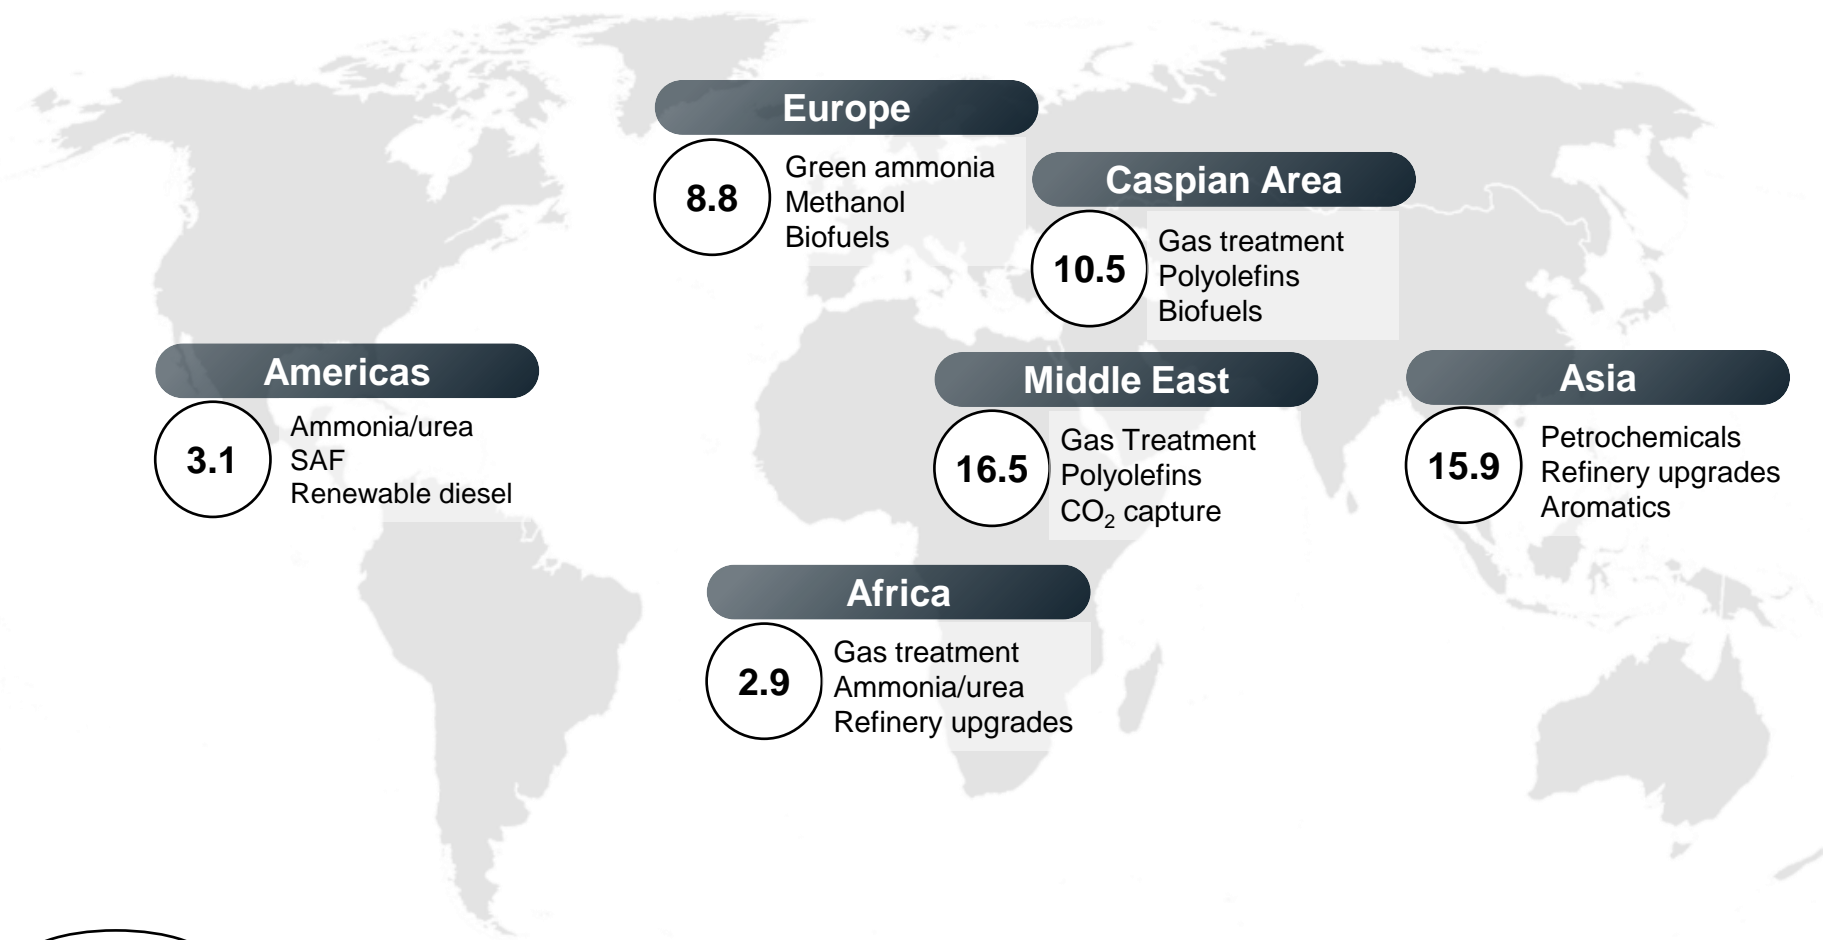 Europe
8.8
Green ammonia
Methanol
Biofuels
Caspian Area
10.5
Gas treatment
Polyolefins
Biofuels
Americas
3.1
Ammonia/urea
SAF
Renewable diesel
Middle East
16.5
Gas Treatment
Polyolefins
CO₂ capture
Asia
15.9
Petrochemicals
Refinery upgrades
Aromatics
Africa
2.9
Gas treatment
Ammonia/urea
Refinery upgrades